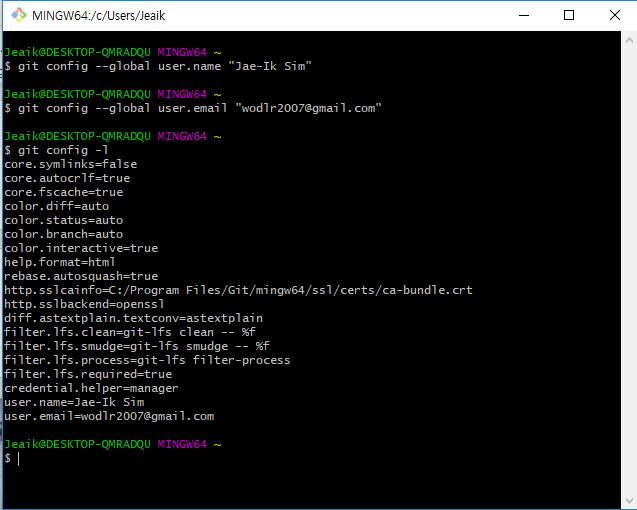 MINGW64:/c/Users/Jeaik
Jeaik@DESKTOP-QMRADQU MINGW64 ~
$ git config --global user.name "Jae-Ik Sim"
Jeaik@DESKTOP-QMRADQU MINGW64 ~
$ git config --global user.email "wodlr2007@gmail.com"
Jeaik@DESKTOP-QMRADQU MINGW64 ~
$ git config -l
core.symlinks=false
core.autocrlf=true
core.fscache=true
color.diff=auto
color.status=auto
color.branch=auto
color.interactive=true
help.format=html
rebase.autosquash=true
http.sslcainfo=C:/Program Files/Git/mingw64/ssl/certs/ca-bundle.crt
http.sslbackend=openssl
diff.astextplain.textconv=astextplain
filter.lfs.clean=git-lfs clean -- %f
filter.lfs.smudge=git-lfs smudge -- %f
filter.lfs.process=git-lfs filter-process
filter.lfs.required=true
credential.helper=manager
user.name=Jae-Ik Sim
user.email=wodlr2007@gmail.com
Jeaik@DESKTOP-QMRADQU MINGW64 ~
$